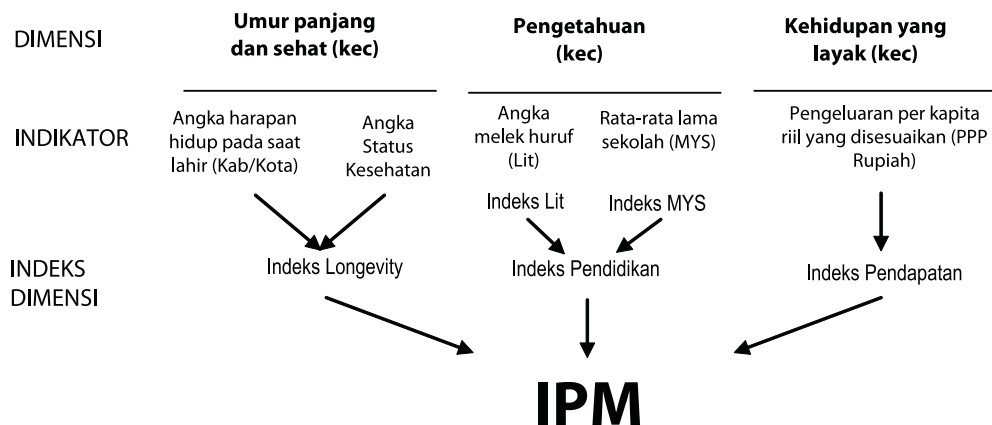 DIMENSI
Umur panjang
dan sehat (kec)
Pengetahuan
(kec)
Kehidupan yang
layak (kec)
INDIKATOR
Angka harapan
hidup pada saat
lahir (Kab/Kota)
Angka
Status
Kesehatan
Angka
melek huruf
(Lit)
Rata-rata lama
sekolah (MYS)
Pengeluaran per kapita
riil yang disesuaikan (PPP
Rupiah)
Indeks Lit
Indeks MYS
INDEKS
DIMENSI
Indeks Longevity
Indeks Pendidikan
Indeks Pendapatan
IPM